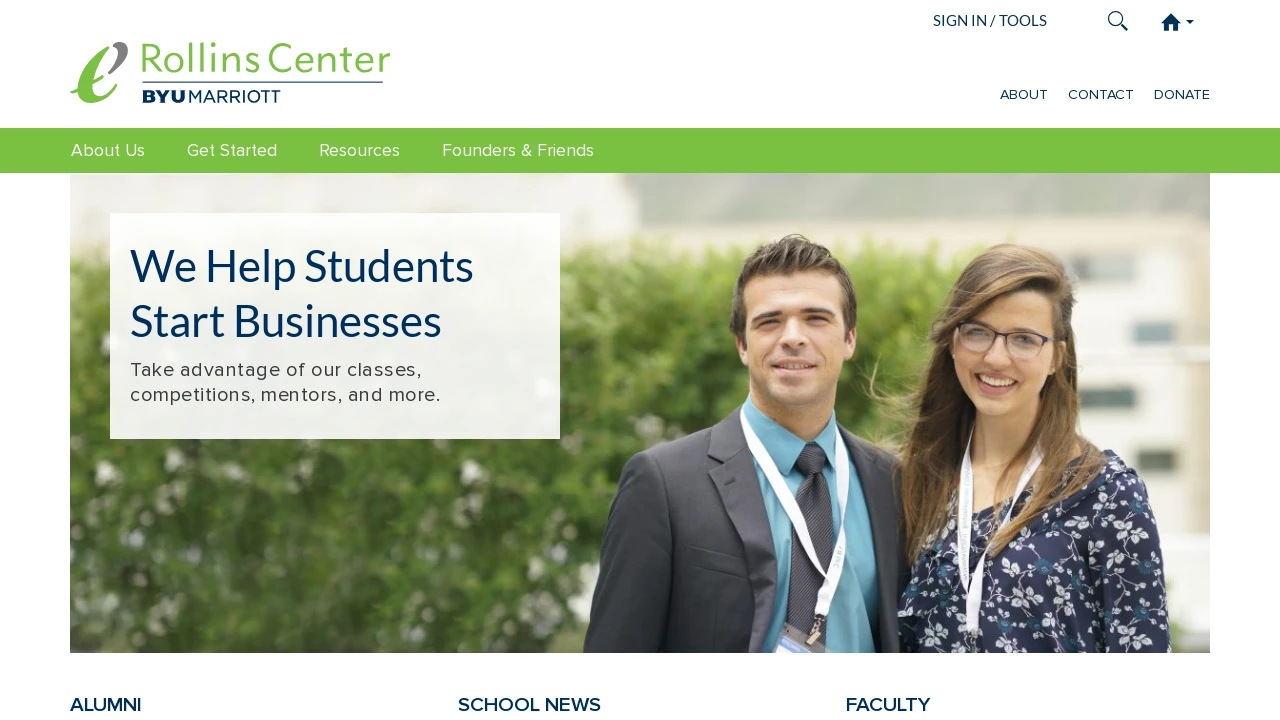 SIGN IN / TOOLS
Rollins Center
BYU MARRIOTT
ABOUT CONTACT DONATE
About Us Get Started Resources Founders & Friends
We Help Students
Start Businesses
Take advantage of our classes,
competitions, mentors, and more.
ALUMNI SCHOOL NEWS FACULTY